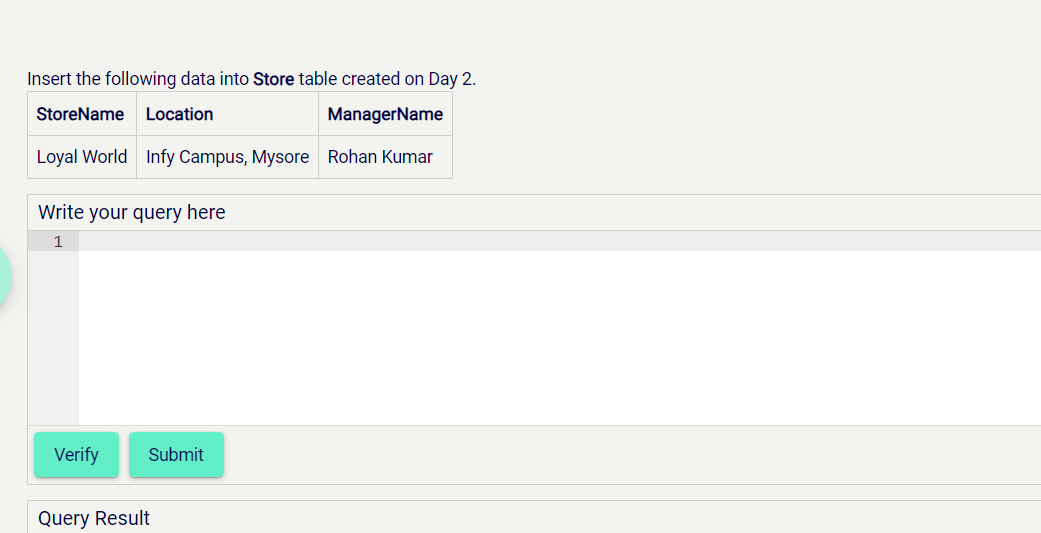 Insert the following data into Store table created on Day 2.
StoreName Location ManagerName
Loyal World Infy Campus, Mysore Rohan Kumar
Write your query here
1
Verify Submit
Query Result